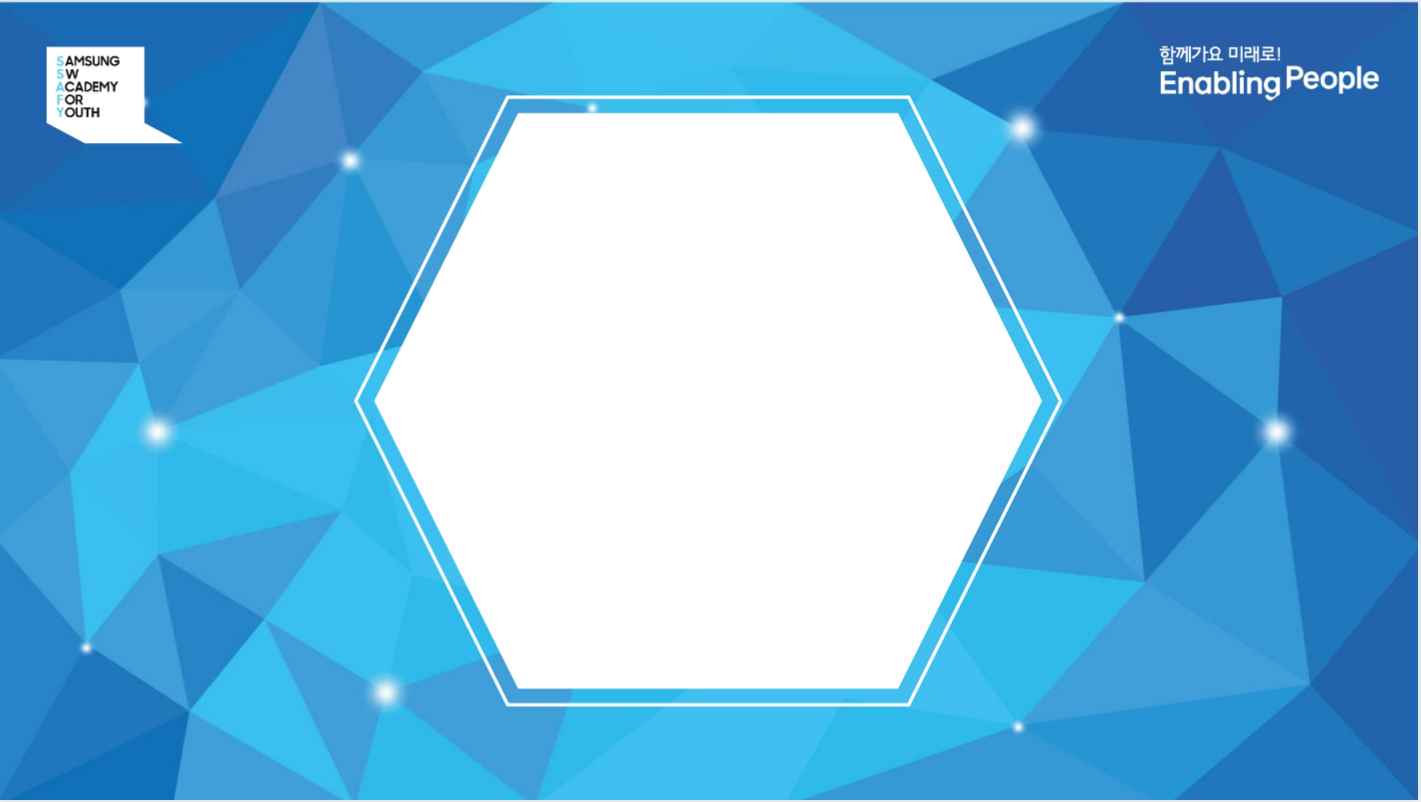 SAMSUNG
SW
ACADEMY
FOR
YOUTH
함께가요 미래로!
Enabling People